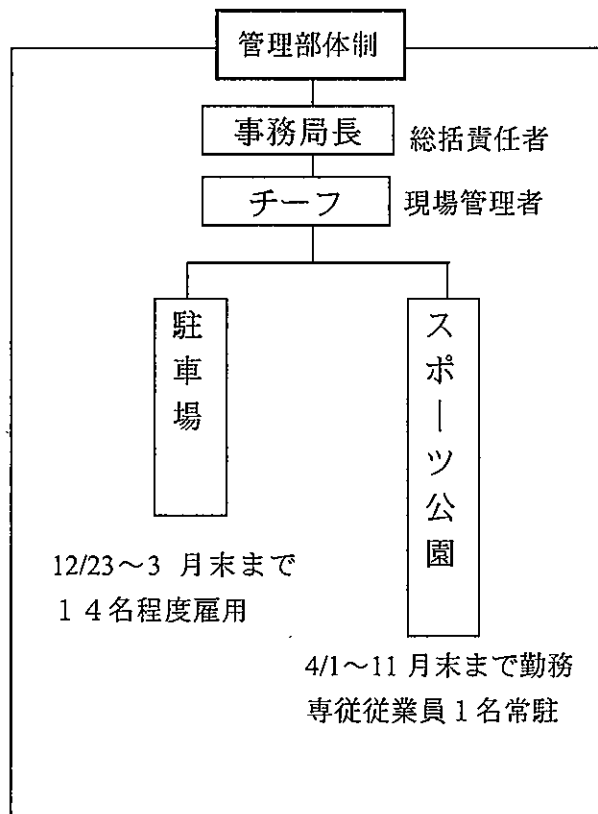 管理部体制
事務局長
総括責任者
チーフ
現場管理者
駐車場
スポーツ公園
12/23～3 月末まで
１４名程度雇用
4/1～11 月末まで勤務
専従従業員１名常駐